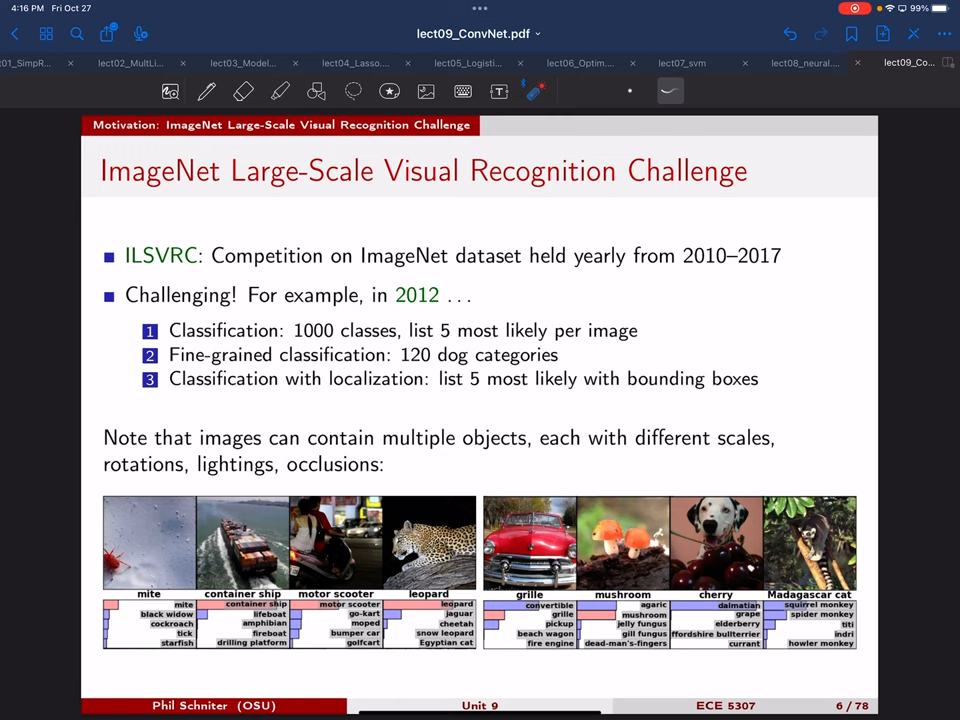 4:16 PM Fri Oct 27
99%
lect09_ConvNet.pdf
01_SimpR...
lect02_MultLi...
lect03_Model...
lect04_Lasso....
lect05_Logisti...
lect06_Optim....
lect07_svm
lect08_neural....
lect09_Co...
Motivation: ImageNet Large-Scale Visual Recognition Challenge
ImageNet Large-Scale Visual Recognition Challenge
ILSVRC: Competition on ImageNet dataset held yearly from 2010–2017
Challenging! For example, in 2012 ...
1 Classification: 1000 classes, list 5 most likely per image
2 Fine-grained classification: 120 dog categories
3 Classification with localization: list 5 most likely with bounding boxes
Note that images can contain multiple objects, each with different scales,
rotations, lightings, occlusions:
mite container ship motor scooter leopard grille mushroom cherry Madagascar cat
mite container ship motor scooter leopard convertible agaric dalmatian squirrel monkey
black widow lifeboat go-kart jaguar grille mushroom grape spider monkey
cockroach amphibian moped cheetah pickup jelly fungus elderberry titi
tick fireboat bumper car snow leopard beach wagon gill fungus ffordshire bullterrier indri
starfish drilling platform golfcart Egyptian cat fire engine dead-man's-fingers currant howler monkey
Phil Schniter (OSU) Unit 9 ECE 5307 6 / 78